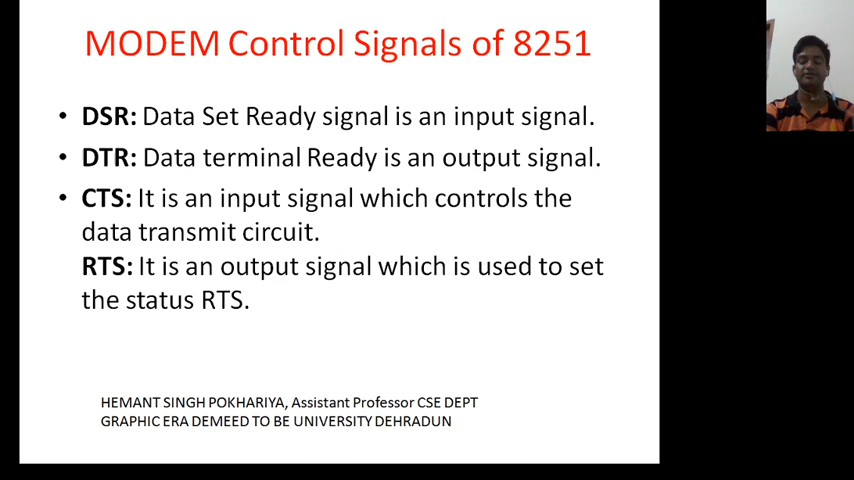 MODEM Control Signals of 8251
• DSR: Data Set Ready signal is an input signal.
• DTR: Data terminal Ready is an output signal.
• CTS: It is an input signal which controls the
data transmit circuit.
RTS: It is an output signal which is used to set
the status RTS.
HEMANT SINGH POKHARIYA, Assistant Professor CSE DEPT
GRAPHIC ERA DEMEED TO BE UNIVERSITY DEHRADUN